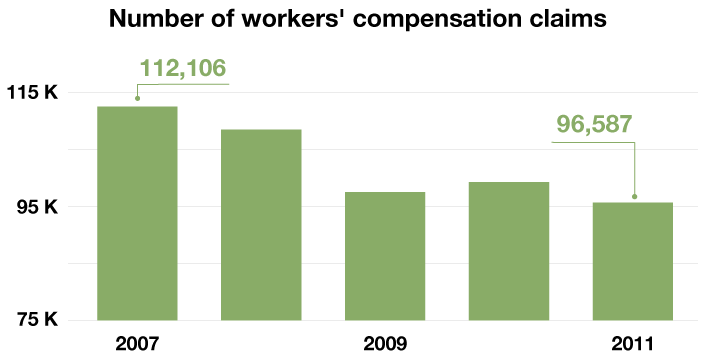 Number of workers' compensation claims
112,106
115 K
96,587
95 K
75 K
2007 2009 2011